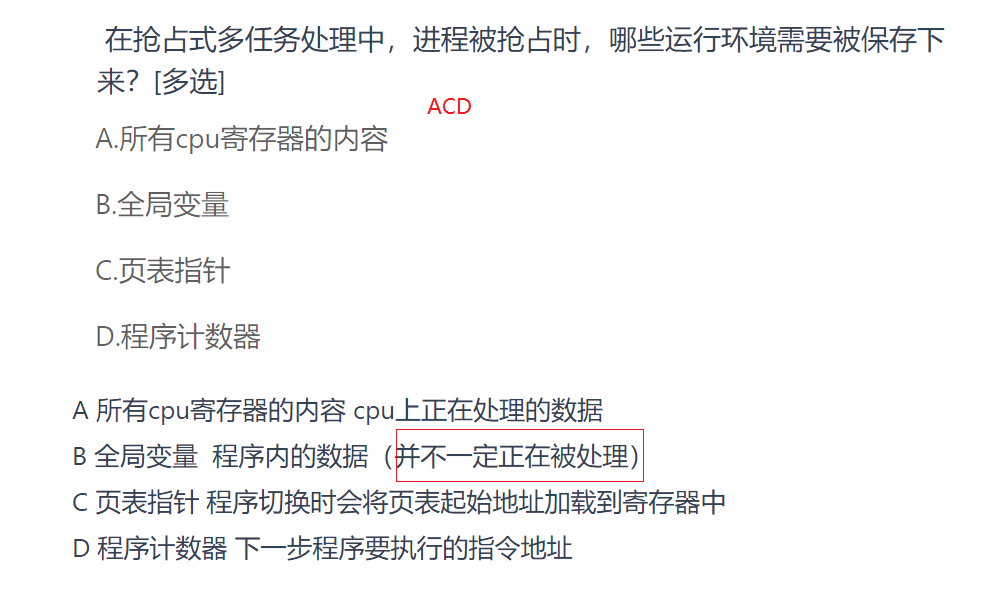 在抢占式多任务处理中，进程被抢占时，哪些运行环境需要被保存下
来？[多选]
ACD
A.所有cpu寄存器的内容
B.全局变量
C.页表指针
D.程序计数器
A 所有cpu寄存器的内容 cpu上正在处理的数据
B 全局变量 程序内的数据（并不一定正在被处理）
C 页表指针 程序切换时会将页表起始地址加载到寄存器中
D 程序计数器 下一步程序要执行的指令地址